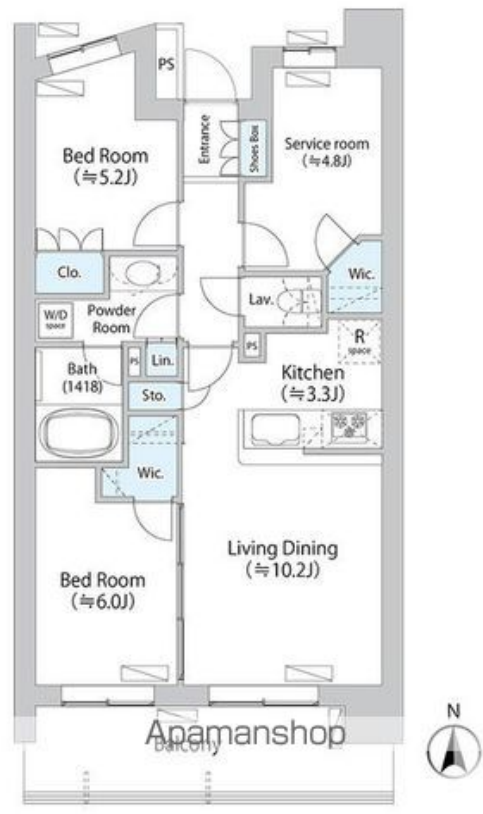 PS
Entrance
Shoes Box
Bed Room
(≒5.2J)
Service room
(≒4.8J)
Clo.
Wic.
Lav.
W/D
space
Powder
Room
PS
R
space
Bath
(1418)
PS
Lin.
Kitchen
(≒3.3J)
Sto.
Wic.
Living Dining
(≒10.2J)
Bed Room
(≒6.0J)
N
Apamanshop
Balcony